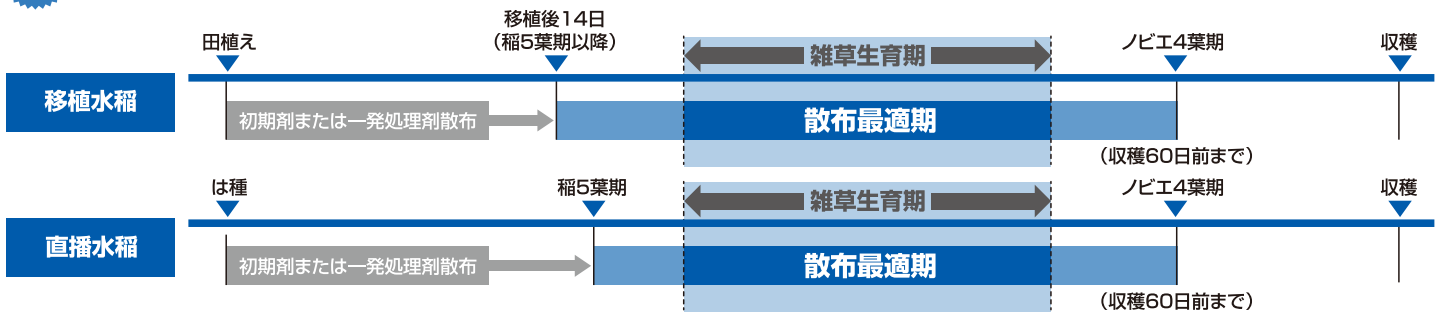 移植後14日
田植え
(稲5葉期以降)
雑草生育期
ノビエ4葉期
収穫
移植水稲
初期剤または一発処理剤散布
散布最適期
(収穫60日前まで)
は種
稲5葉期
雑草生育期
ノビエ4葉期
収穫
直播水稲
初期剤または一発処理剤散布
散布最適期
(収穫60日前まで)